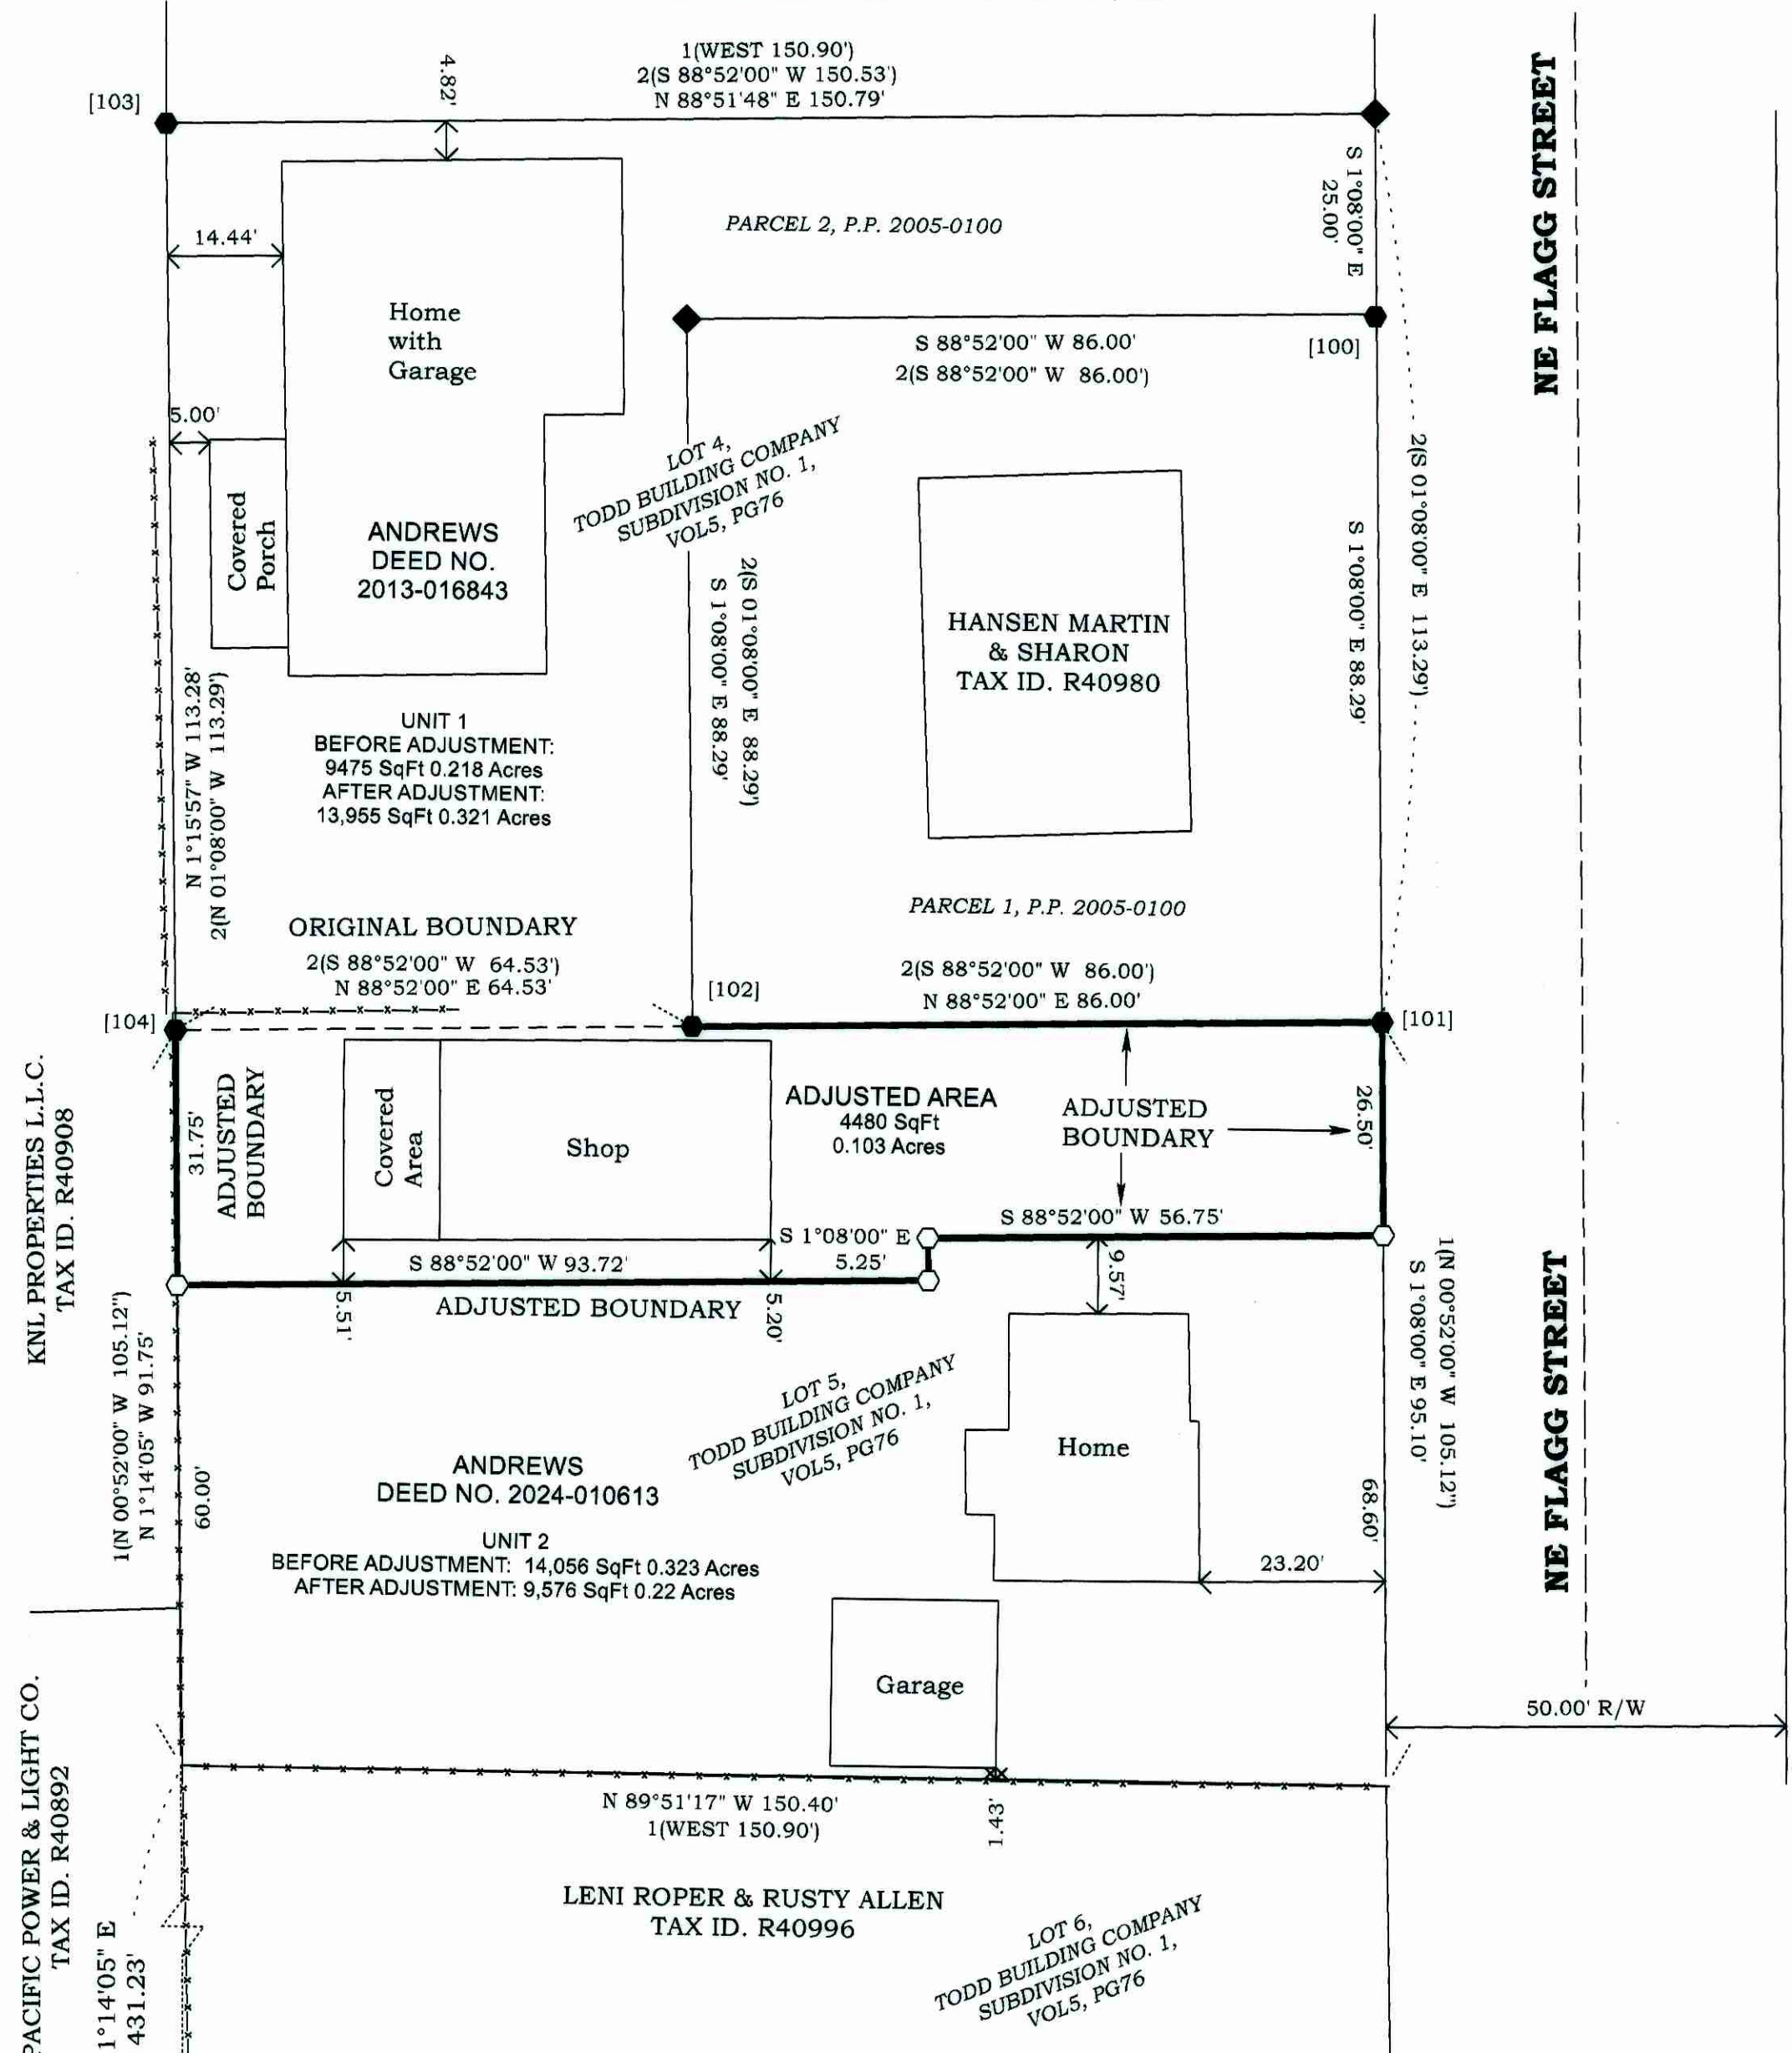 1(WEST 150.90')
2(S 88°52'00" W 150.53')
N 88°51'48" E 150.79'
[103]
4.82'
S 1°08'00" E
25.00'
NE FLAGG STREET
PARCEL 2, P.P. 2005-0100
14.44'
Home
with
Garage
S 88°52'00" W 86.00'
2(S 88°52'00" W 86.00')
[100]
5.00'
Covered
Porch
ANDREWS
DEED NO.
2013-016843
LOT 4,
TODD BUILDING COMPANY
SUBDIVISION NO. 1,
VOL5, PG76
2(S 01°08'00" E 88.29')
S 1°08'00" E 88.29'
HANSEN MARTIN
& SHARON
TAX ID. R40980
S 1°08'00" E 88.29'
2(S 01°08'00" E 113.29')
N 1°15'57" W 113.28'
2(N 01°08'00" W 113.29')
UNIT 1
BEFORE ADJUSTMENT:
9475 SqFt 0.218 Acres
AFTER ADJUSTMENT:
13,955 SqFt 0.321 Acres
PARCEL 1, P.P. 2005-0100
ORIGINAL BOUNDARY
2(S 88°52'00" W 64.53')
N 88°52'00" E 64.53'
2(S 88°52'00" W 86.00')
N 88°52'00" E 86.00'
[102]
[104]
[101]
KNL PROPERTIES L.L.C.
TAX ID. R40908
31.75'
ADJUSTED
BOUNDARY
Covered
Area
Shop
ADJUSTED AREA
4480 SqFt
0.103 Acres
ADJUSTED
BOUNDARY
26.50'
S 88°52'00" W 56.75'
S 1°08'00" E
5.25'
S 88°52'00" W 93.72'
ADJUSTED BOUNDARY
5.51'
5.20'
9.57'
1(N 00°52'00" W 105.12")
S 1°08'00" E 95.10'
NE FLAGG STREET
1(N 00°52'00" W 105.12")
N 1°14'05" W 91.75'
60.00'
LOT 5,
TODD BUILDING COMPANY
SUBDIVISION NO. 1,
VOL5, PG76
Home
68.60'
23.20'
ANDREWS
DEED NO. 2024-010613
UNIT 2
BEFORE ADJUSTMENT: 14,056 SqFt 0.323 Acres
AFTER ADJUSTMENT: 9,576 SqFt 0.22 Acres
Garage
50.00' R/W
N 89°51'17" W 150.40'
1(WEST 150.90')
1.43'
PACIFIC POWER & LIGHT CO.
TAX ID. R40892
1°14'05" E
431.23'
LENI ROPER & RUSTY ALLEN
TAX ID. R40996
LOT 6,
TODD BUILDING COMPANY
SUBDIVISION NO. 1,
VOL5, PG76